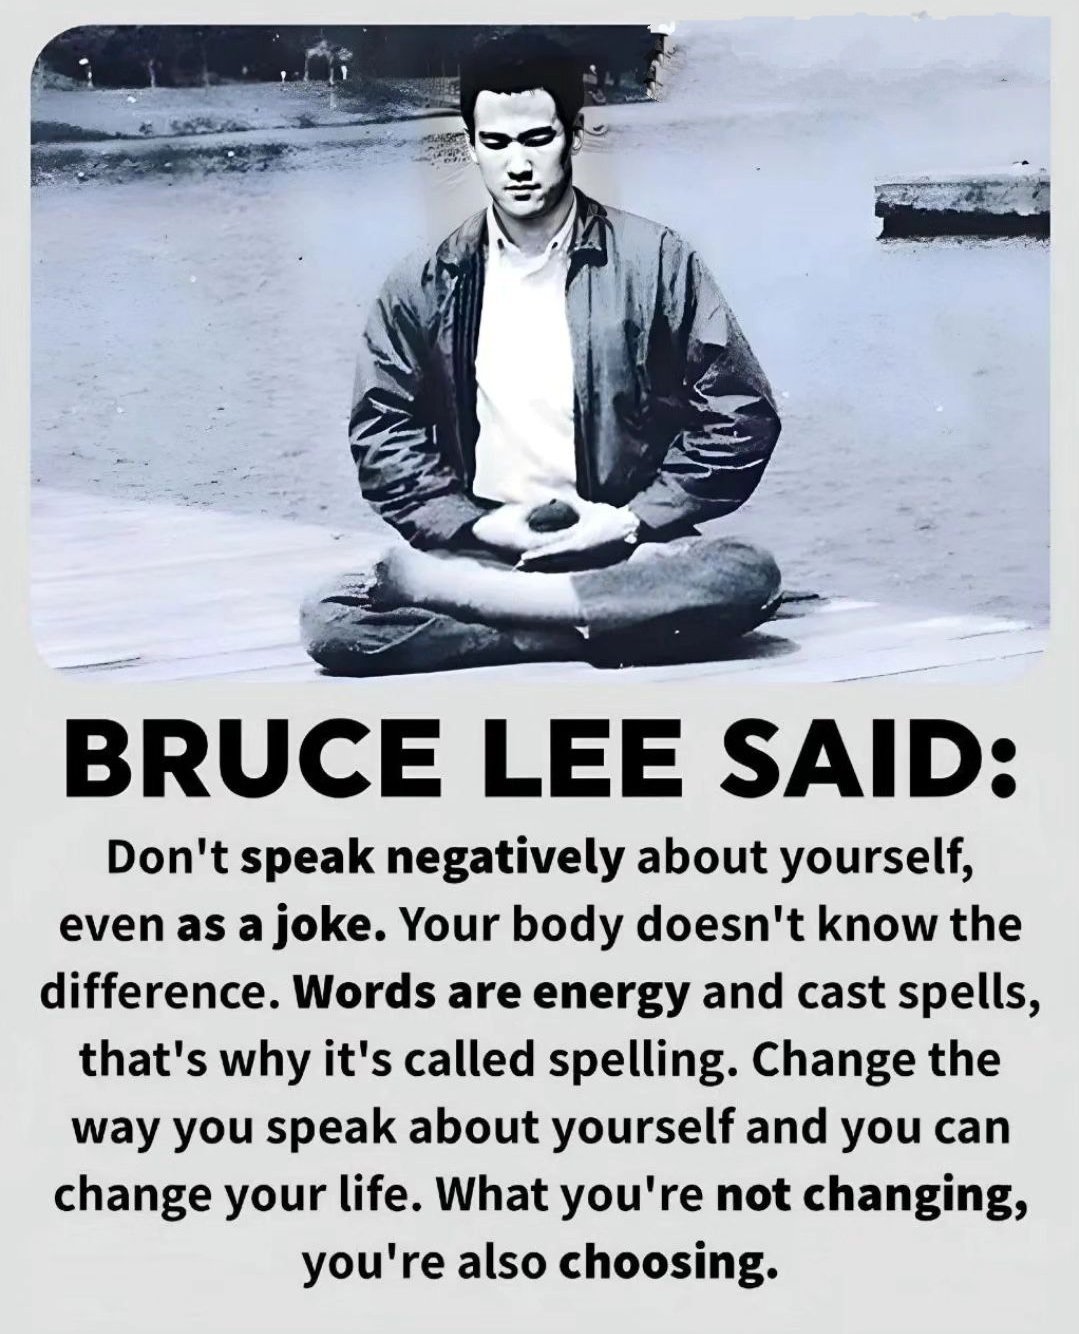 BRUCE LEE SAID:
Don't speak negatively about yourself,
even as a joke. Your body doesn't know the
difference. Words are energy and cast spells,
that's why it's called spelling. Change the
way you speak about yourself and you can
change your life. What you're not changing,
you're also choosing.